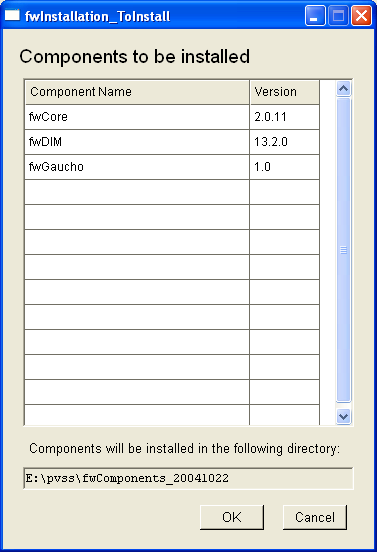 fwInstallation_ToInstall
Components to be installed
Component Name Version
fwCore 2.0.11
fwDIM 13.2.0
fwGaucho 1.0
Components will be installed in the following directory:
E:\pvss\fwComponents_20041022
OK Cancel